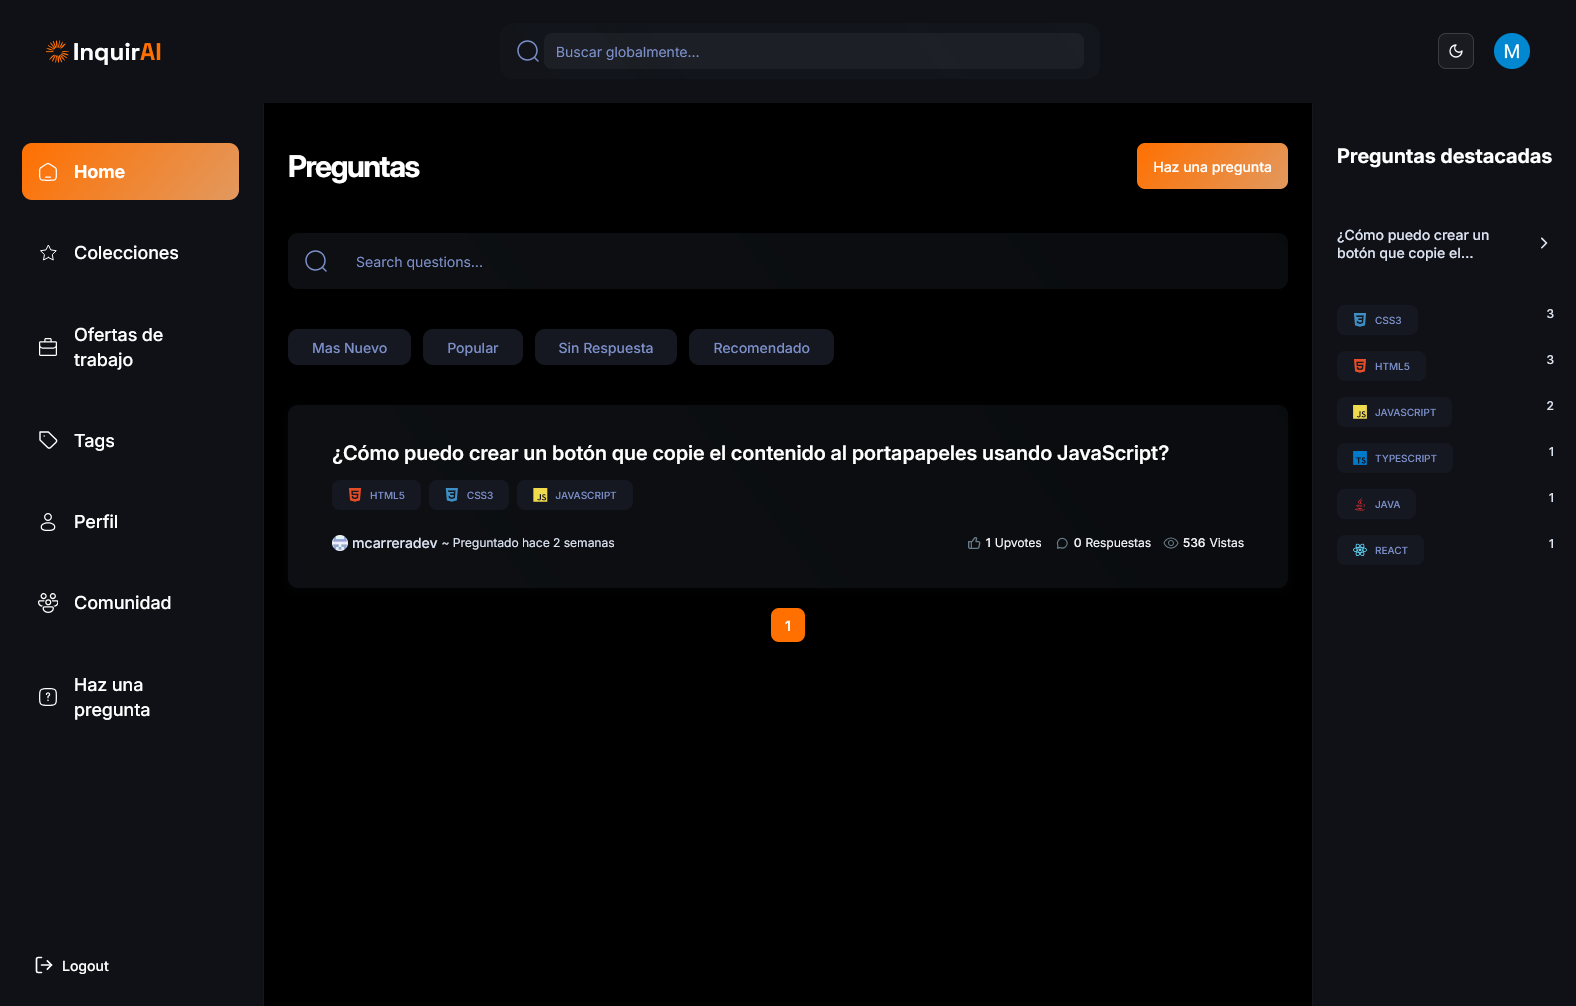 InquirAI
Buscar globalmente...
M
Home
Colecciones
Ofertas de
trabajo
Tags
Perfil
Comunidad
Haz una
pregunta
Logout
Preguntas
Haz una pregunta
Search questions...
Mas Nuevo
Popular
Sin Respuesta
Recomendado
¿Cómo puedo crear un botón que copie el contenido al portapapeles usando JavaScript?
HTML5
CSS3
JS JAVASCRIPT
mcarreradev ~ Preguntado hace 2 semanas
1 Upvotes
0 Respuestas
536 Vistas
1
Preguntas destacadas
¿Cómo puedo crear un
botón que copie el...
CSS3 3
HTML5 3
JS JAVASCRIPT 2
TS TYPESCRIPT 1
JAVA 1
REACT 1